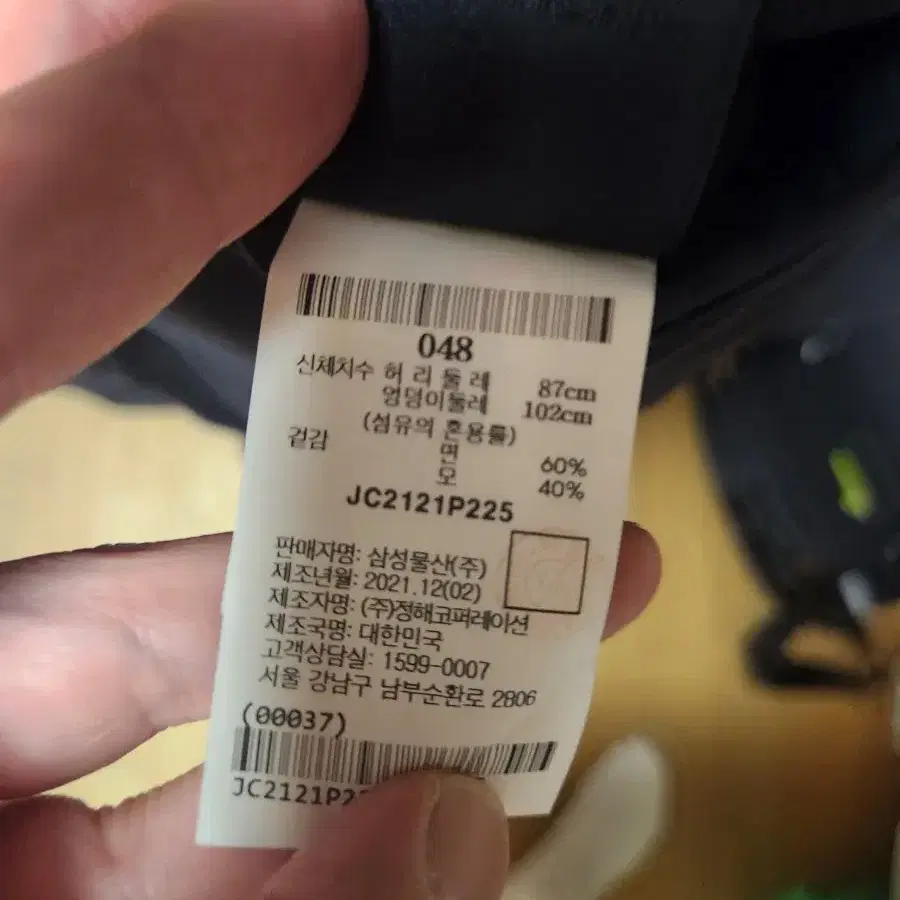 048
신체치수 허 리 둘 레 87cm
엉덩이둘레 102cm
(섬유의 혼용률)
겉감 면 60%
모 40%
JC2121P225
판매자명: 삼성물산(주)
제조년월: 2021.12(02)
제조자명: (주)정해코퍼레이션
제조국명: 대한민국
고객상담실: 1599-0007
서울 강남구 남부순환로 2806
(00037)
JC2121P2